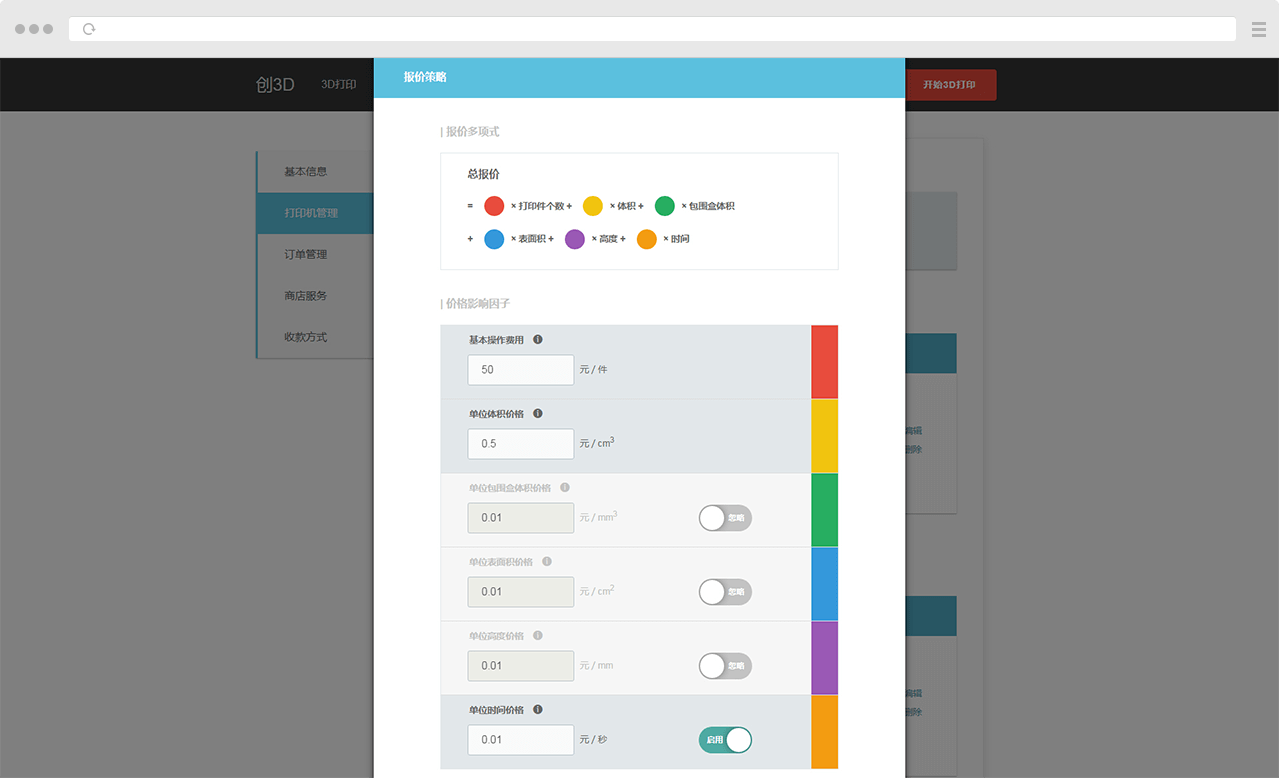 创3D
3D打印
报价策略
开始3D打印
基本信息
打印机管理
订单管理
商店服务
收款方式
| 报价多项式
总报价
= × 打印件个数 + × 体积 + × 包围盒体积
+ × 表面积 + × 高度 + × 时间
| 价格影响因子
基本操作费用
50 元 / 件
单位体积价格
0.5 元 / cm³
单位包围盒体积价格
0.01 元 / mm³ 忽略
单位表面积价格
0.01 元 / cm² 忽略
单位高度价格
0.01 元 / mm 忽略
单位时间价格
0.01 元 / 秒 启用
编辑
删除
编辑
删除